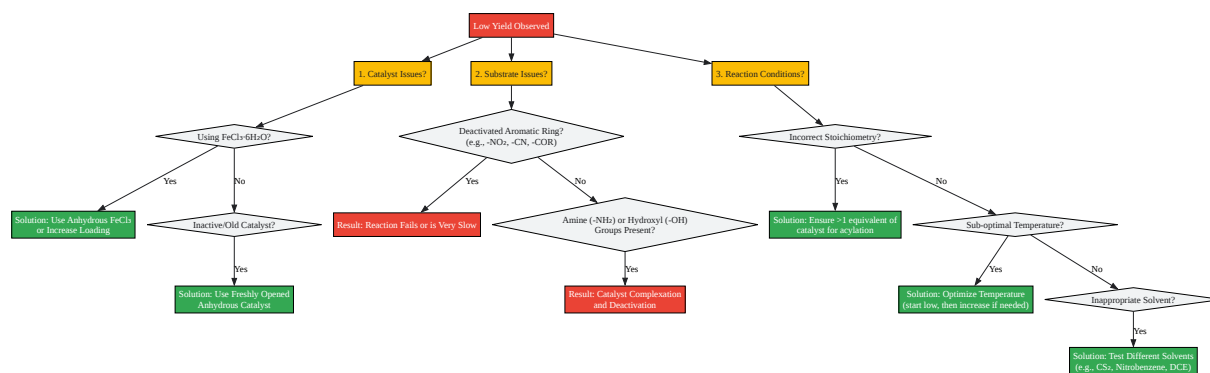 Low Yield Observed
1. Catalyst Issues?
2. Substrate Issues?
3. Reaction Conditions?
Using FeCl₃·6H₂O?
Deactivated Aromatic Ring?
(e.g., -NO₂, -CN, -COR)
Incorrect Stoichiometry?
Yes
No
Yes
No
Yes
No
Solution: Use Anhydrous FeCl₃
or Increase Loading
Inactive/Old Catalyst?
Result: Reaction Fails or is Very Slow
Amine (-NH₂) or Hydroxyl (-OH)
Groups Present?
Solution: Ensure >1 equivalent of
catalyst for acylation
Sub-optimal Temperature?
Yes
Yes
Yes
No
Solution: Use Freshly Opened
Anhydrous Catalyst
Result: Catalyst Complexation
and Deactivation
Solution: Optimize Temperature
(start low, then increase if needed)
Inappropriate Solvent?
Yes
Solution: Test Different Solvents
(e.g., CS₂, Nitrobenzene, DCE)